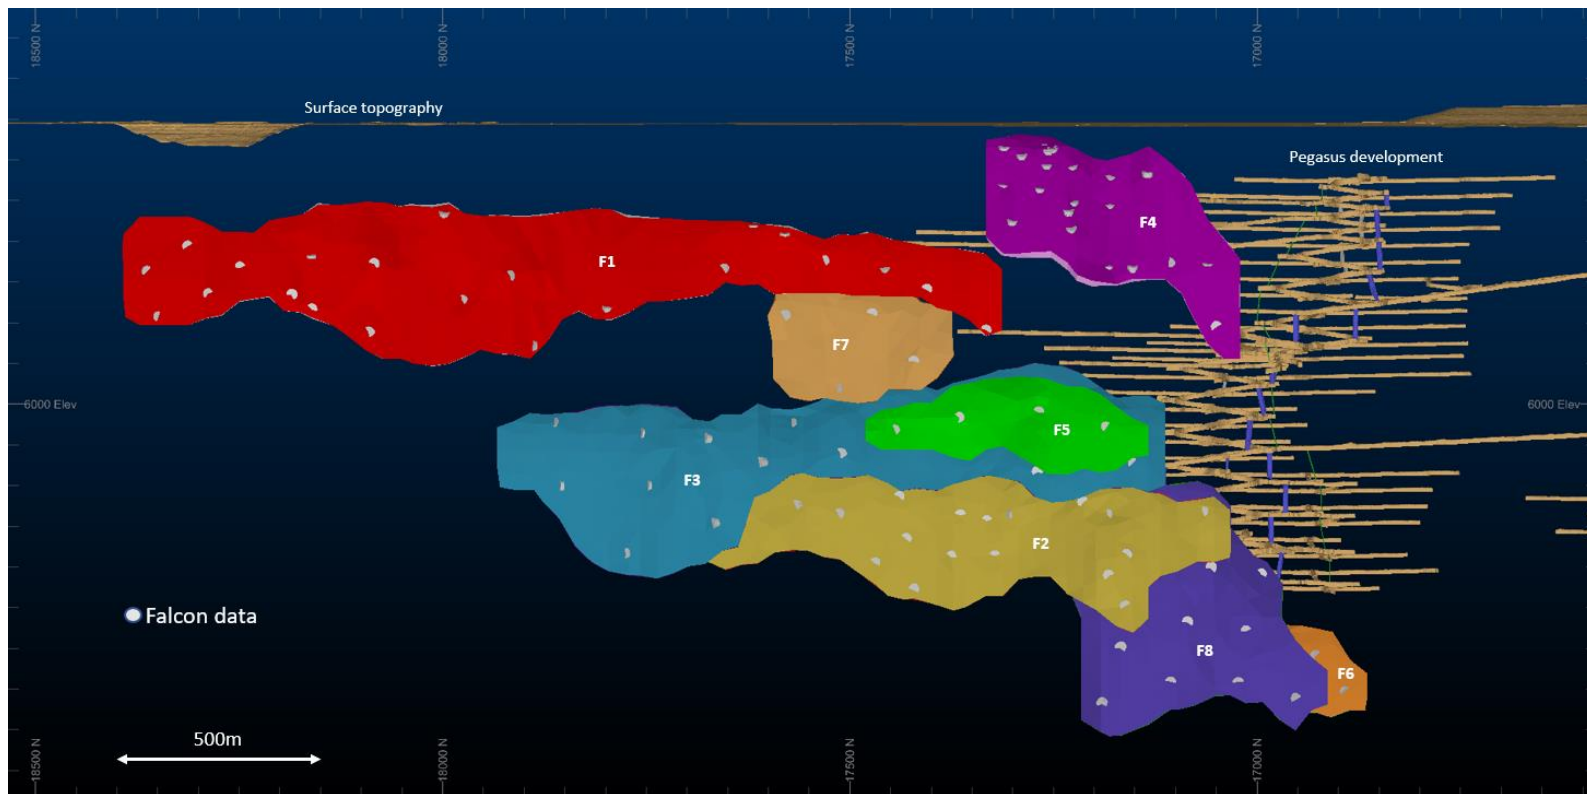 18500 N
18000 N
17500 N
17000 N
Surface topography
Pegasus development
F4
F1
F7
6000 Elev
6000 Elev
F5
F3
F2
Falcon data
F8
F6
500m
18500 N
18000 N
17500 N
17000 N